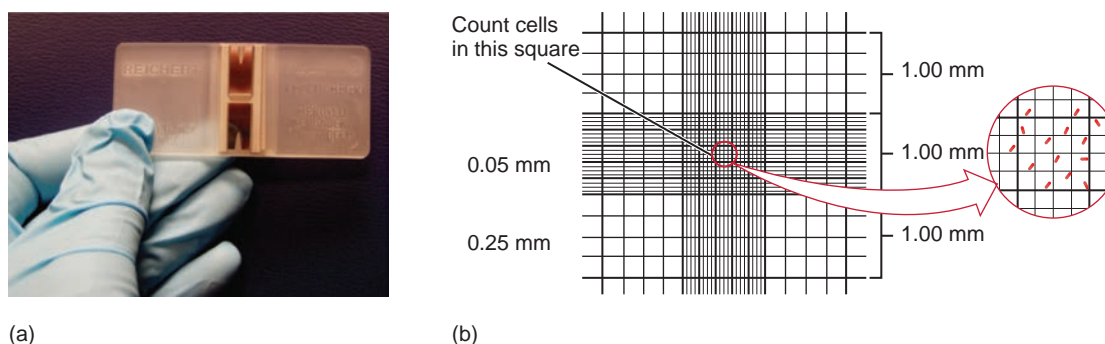 REICHERT
Count cells
in this square
1.00 mm
0.05 mm
1.00 mm
0.25 mm
1.00 mm
(a)
(b)